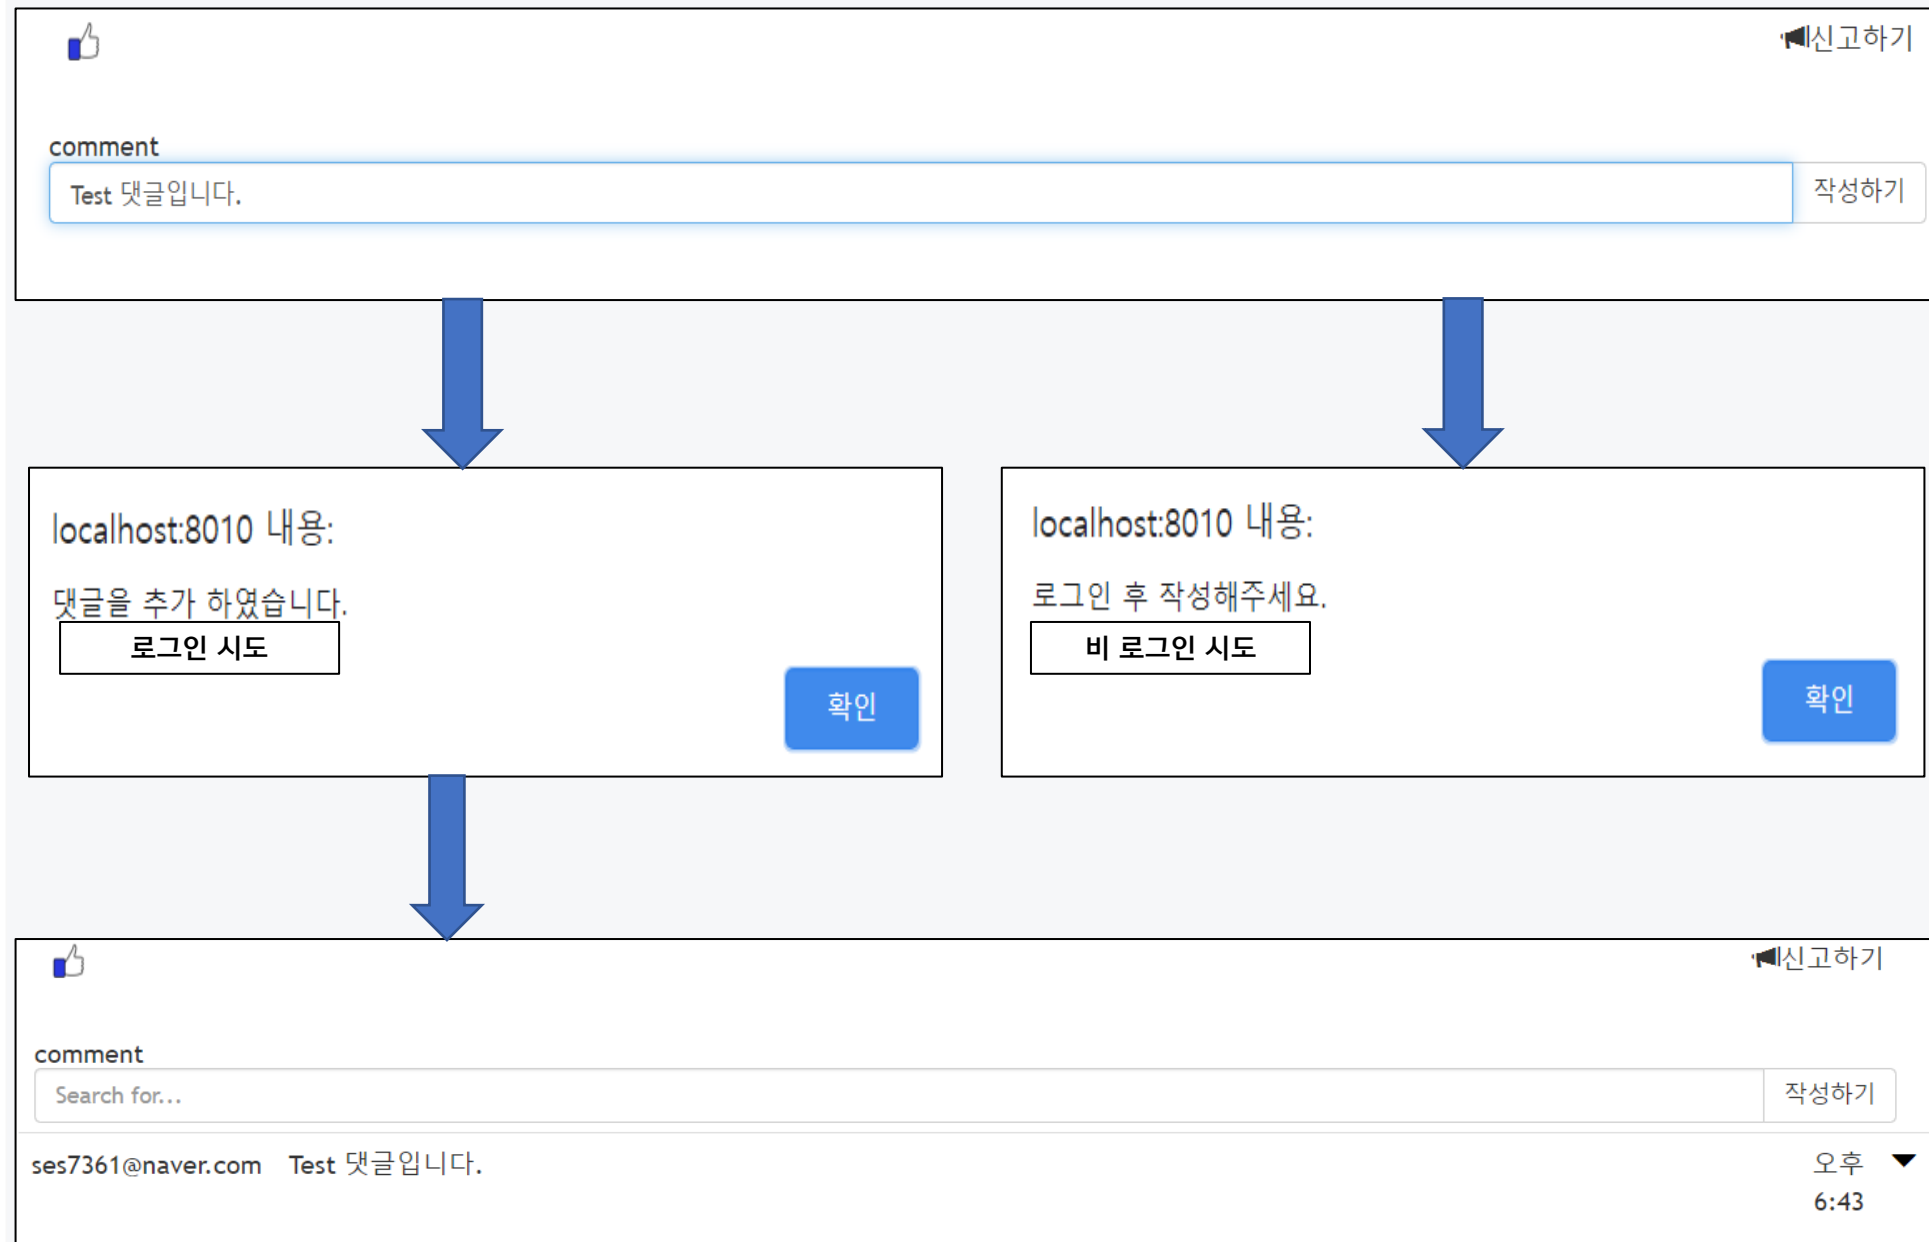 신고하기
comment
Test 댓글입니다.
작성하기
localhost:8010 내용:
댓글을 추가 하였습니다.
로그인 시도
확인
localhost:8010 내용:
로그인 후 작성해주세요.
비 로그인 시도
확인
신고하기
comment
Search for...
작성하기
ses7361@naver.com Test 댓글입니다.
오후
6:43